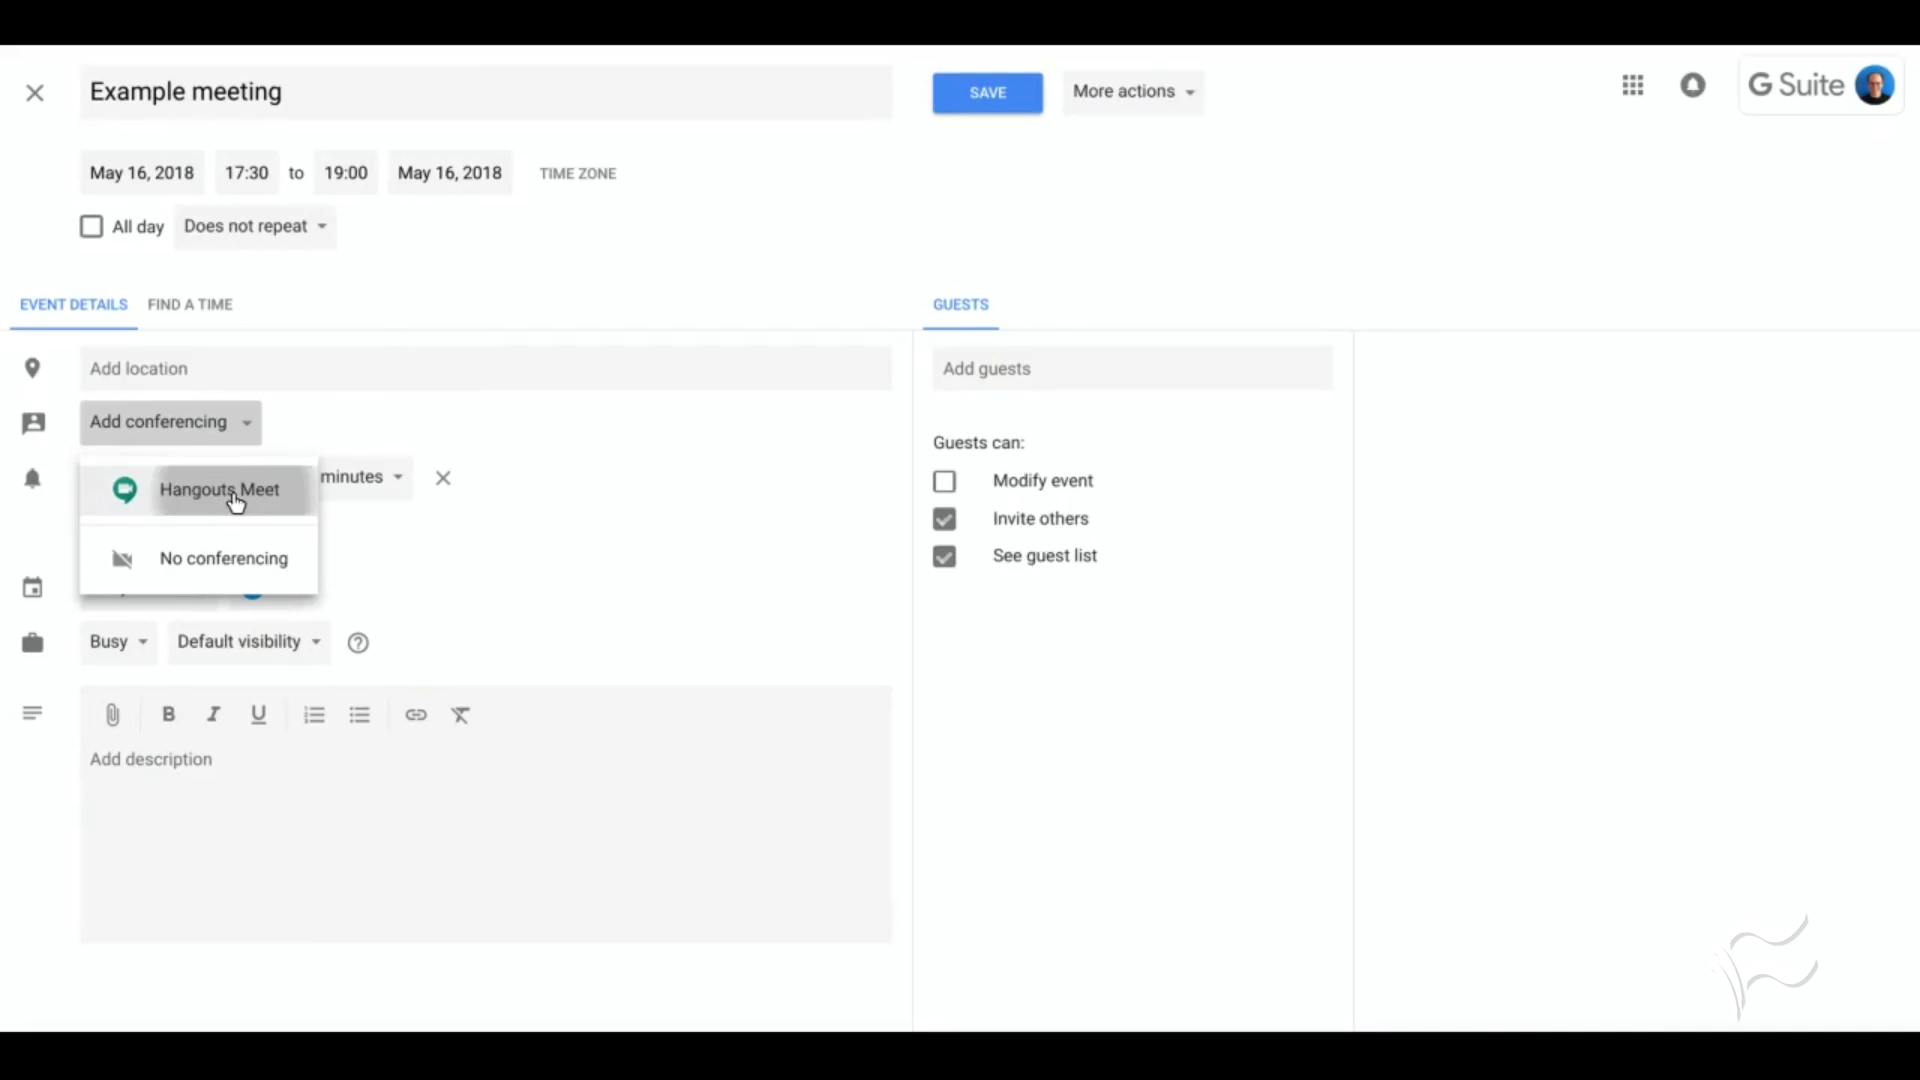 Example meeting
SAVE
More actions
G Suite
May 16, 2018 17:30 to 19:00 May 16, 2018 TIME ZONE
All day Does not repeat
EVENT DETAILS FIND A TIME
GUESTS
Add location
Add guests
Add conferencing
Guests can:
Hangouts Meet
minutes
Modify event
Invite others
No conferencing
See guest list
Busy Default visibility
B I U
Add description